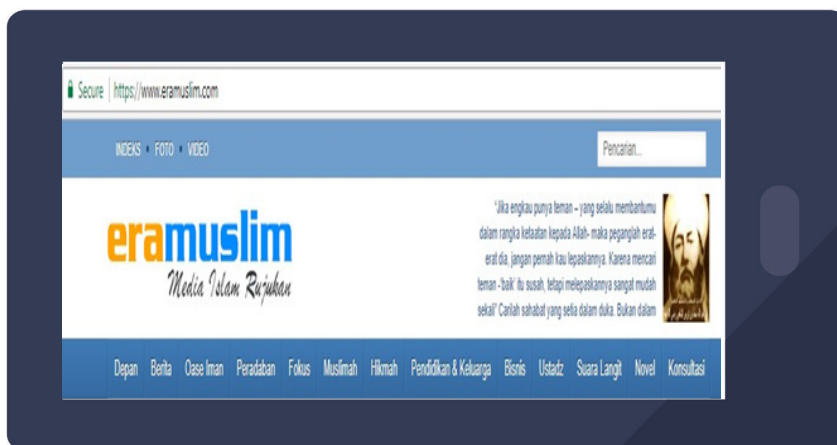 Secure | https://www.eramuslim.com
INDEKS • FOTO • VIDEO
Pencarian...
eramuslim
Media Islam Rujukan
"Jika engkau punya teman – yang selalu membantumu
dalam rangka ketaatan kepada Allah- maka peganglah erat-
erat dia, jangan pernah kau lepaskannya. Karena mencari
teman -'baik' itu susah, tetapi melepaskannya sangat mudah
sekali" Carilah sahabat yang setia dalam duka. Bukan dalam
Depan Berita Oase Iman Peradaban Fokus Muslimah Hikmah Pendidikan & Keluarga Bisnis Ustadz Suara Langit Novel Konsultasi